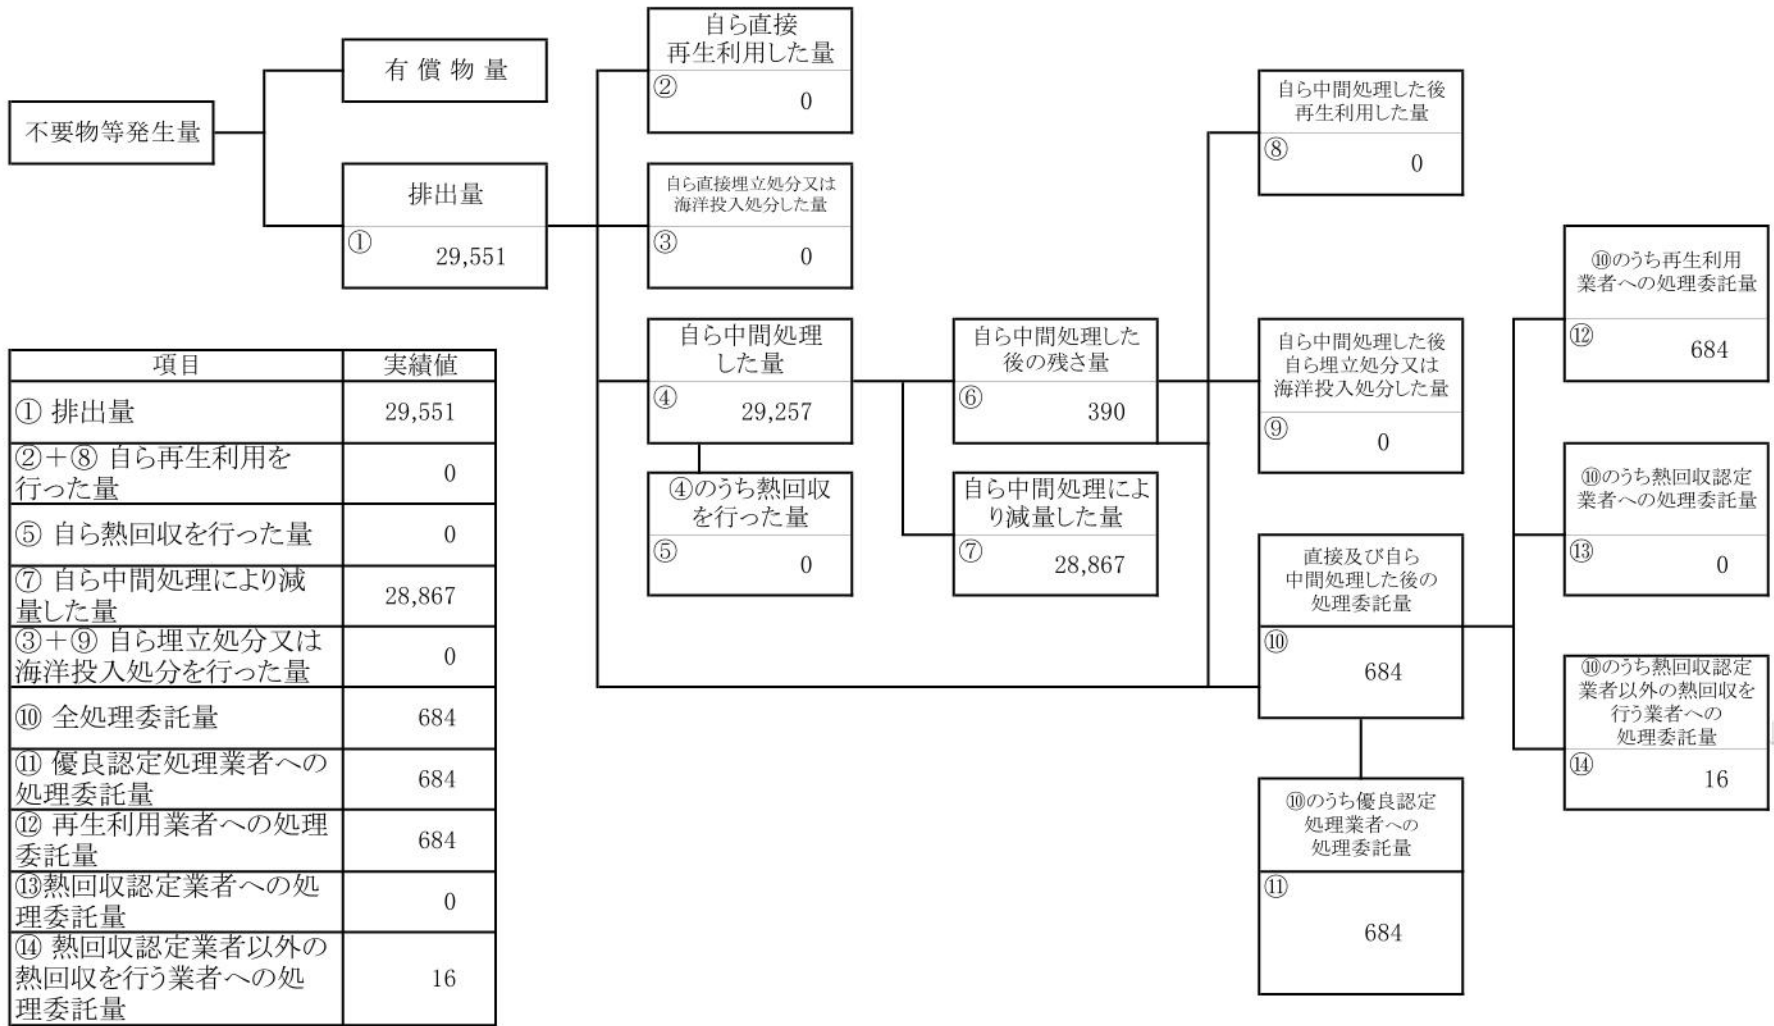 不要物等発生量
有 償 物 量
排出量
①
29,551
自ら直接
再生利用した量
②
0
自ら直接埋立処分又は
海洋投入処分した量
③
0
自ら中間処理
した量
④
29,257
④のうち熱回収
を行った量
⑤
0
自ら中間処理した
後の残さ量
⑥
390
自ら中間処理によ
り減量した量
⑦
28,867
自ら中間処理した後
再生利用した量
⑧
0
自ら中間処理した後
自ら埋立処分又は
海洋投入処分した量
⑨
0
直接及び自ら
中間処理した後の
処理委託量
⑩
684
⑩のうち優良認定
処理業者への
処理委託量
⑪
684
⑩のうち再生利用
業者への処理委託量
⑫
684
⑩のうち熱回収認定
業者への処理委託量
⑬
0
⑩のうち熱回収認定
業者以外の熱回収を
行う業者への
処理委託量
⑭
16
項目 実績値
① 排出量 29,551
②+⑧ 自ら再生利用を
行った量 0
⑤ 自ら熱回収を行った量 0
⑦ 自ら中間処理により減
量した量 28,867
③+⑨ 自ら埋立処分又は
海洋投入処分を行った量 0
⑩ 全処理委託量 684
⑪ 優良認定処理業者への
処理委託量 684
⑫ 再生利用業者への処理
委託量 684
⑬熱回収認定業者への処
理委託量 0
⑭ 熱回収認定業者以外の
熱回収を行う業者への処
理委託量 16